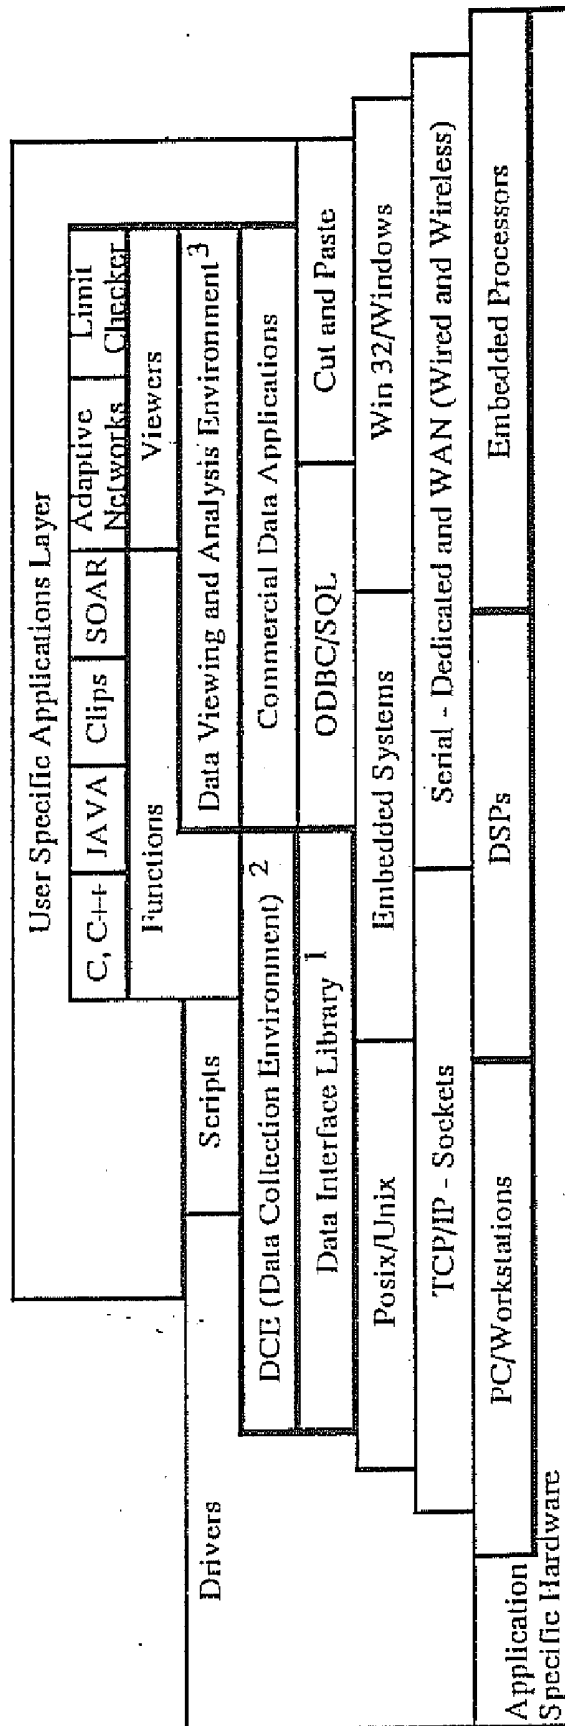 User Specific Applications Layer
C, C++ JAVA Clips SOAR Adaptive Networks Limit Checker
Functions Viewers
Drivers Scripts Data Viewing and Analysis Environment 3
DCE (Data Collection Environment) 2 Commercial Data Applications
Data Interface Library 1 ODBC/SQL Cut and Paste
Posix/Unix Embedded Systems Win 32/Windows
TCP/IP - Sockets Serial - Dedicated and WAN (Wired and Wireless)
Application Specific Hardware PC/Workstations DSPs Embedded Processors